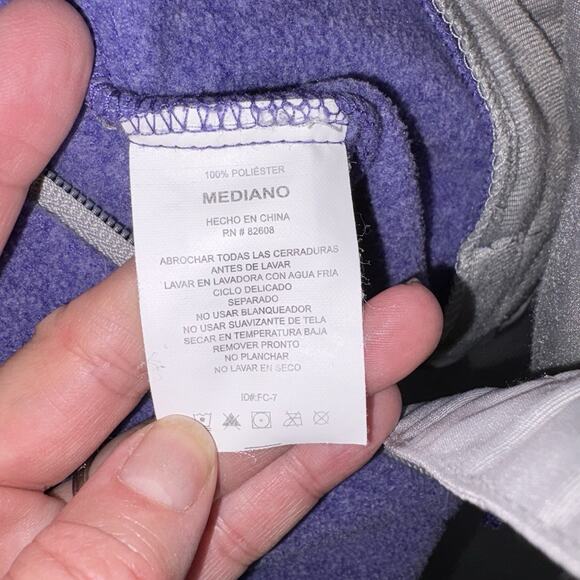 100% POLIÉSTER
MEDIANO
HECHO EN CHINA
RN # 82608
ABROCHAR TODAS LAS CERRADURAS
ANTES DE LAVAR
LAVAR EN LAVADORA CON AGUA FRIA
CICLO DELICADO
SEPARADO
NO USAR BLANQUEADOR
NO USAR SUAVIZANTE DE TELA
SECAR EN TEMPERATURA BAJA
REMOVER PRONTO
NO PLANCHAR
NO LAVAR EN SECO
ID#:FC-7